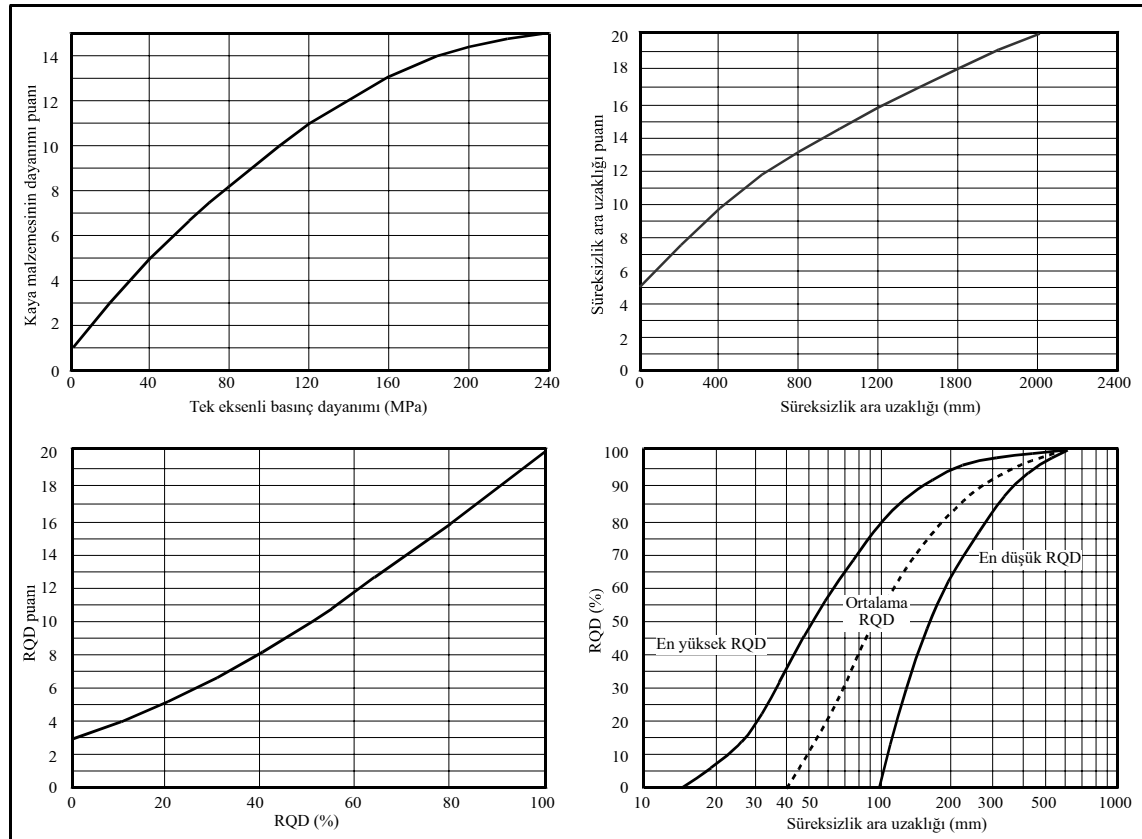 14
12
10
8
6
4
2
0
Kaya malzemesinin dayanımı puanı
0 40 80 120 160 200 240
Tek eksenli basınç dayanımı (MPa)
20
18
16
14
12
10
8
6
4
2
0
Süreksizlik ara uzaklığı puanı
0 400 800 1200 1800 2000 2400
Süreksizlik ara uzaklığı (mm)
20
18
16
14
12
10
8
6
4
2
0
RQD puanı
0 20 40 60 80 100
RQD (%)
100
90
80
70
60
50
40
30
20
10
0
RQD (%)
En düşük RQD
Ortalama
RQD
En yüksek RQD
10 20 30 40 50 100 200 300 500 1000
Süreksizlik ara uzaklığı (mm)